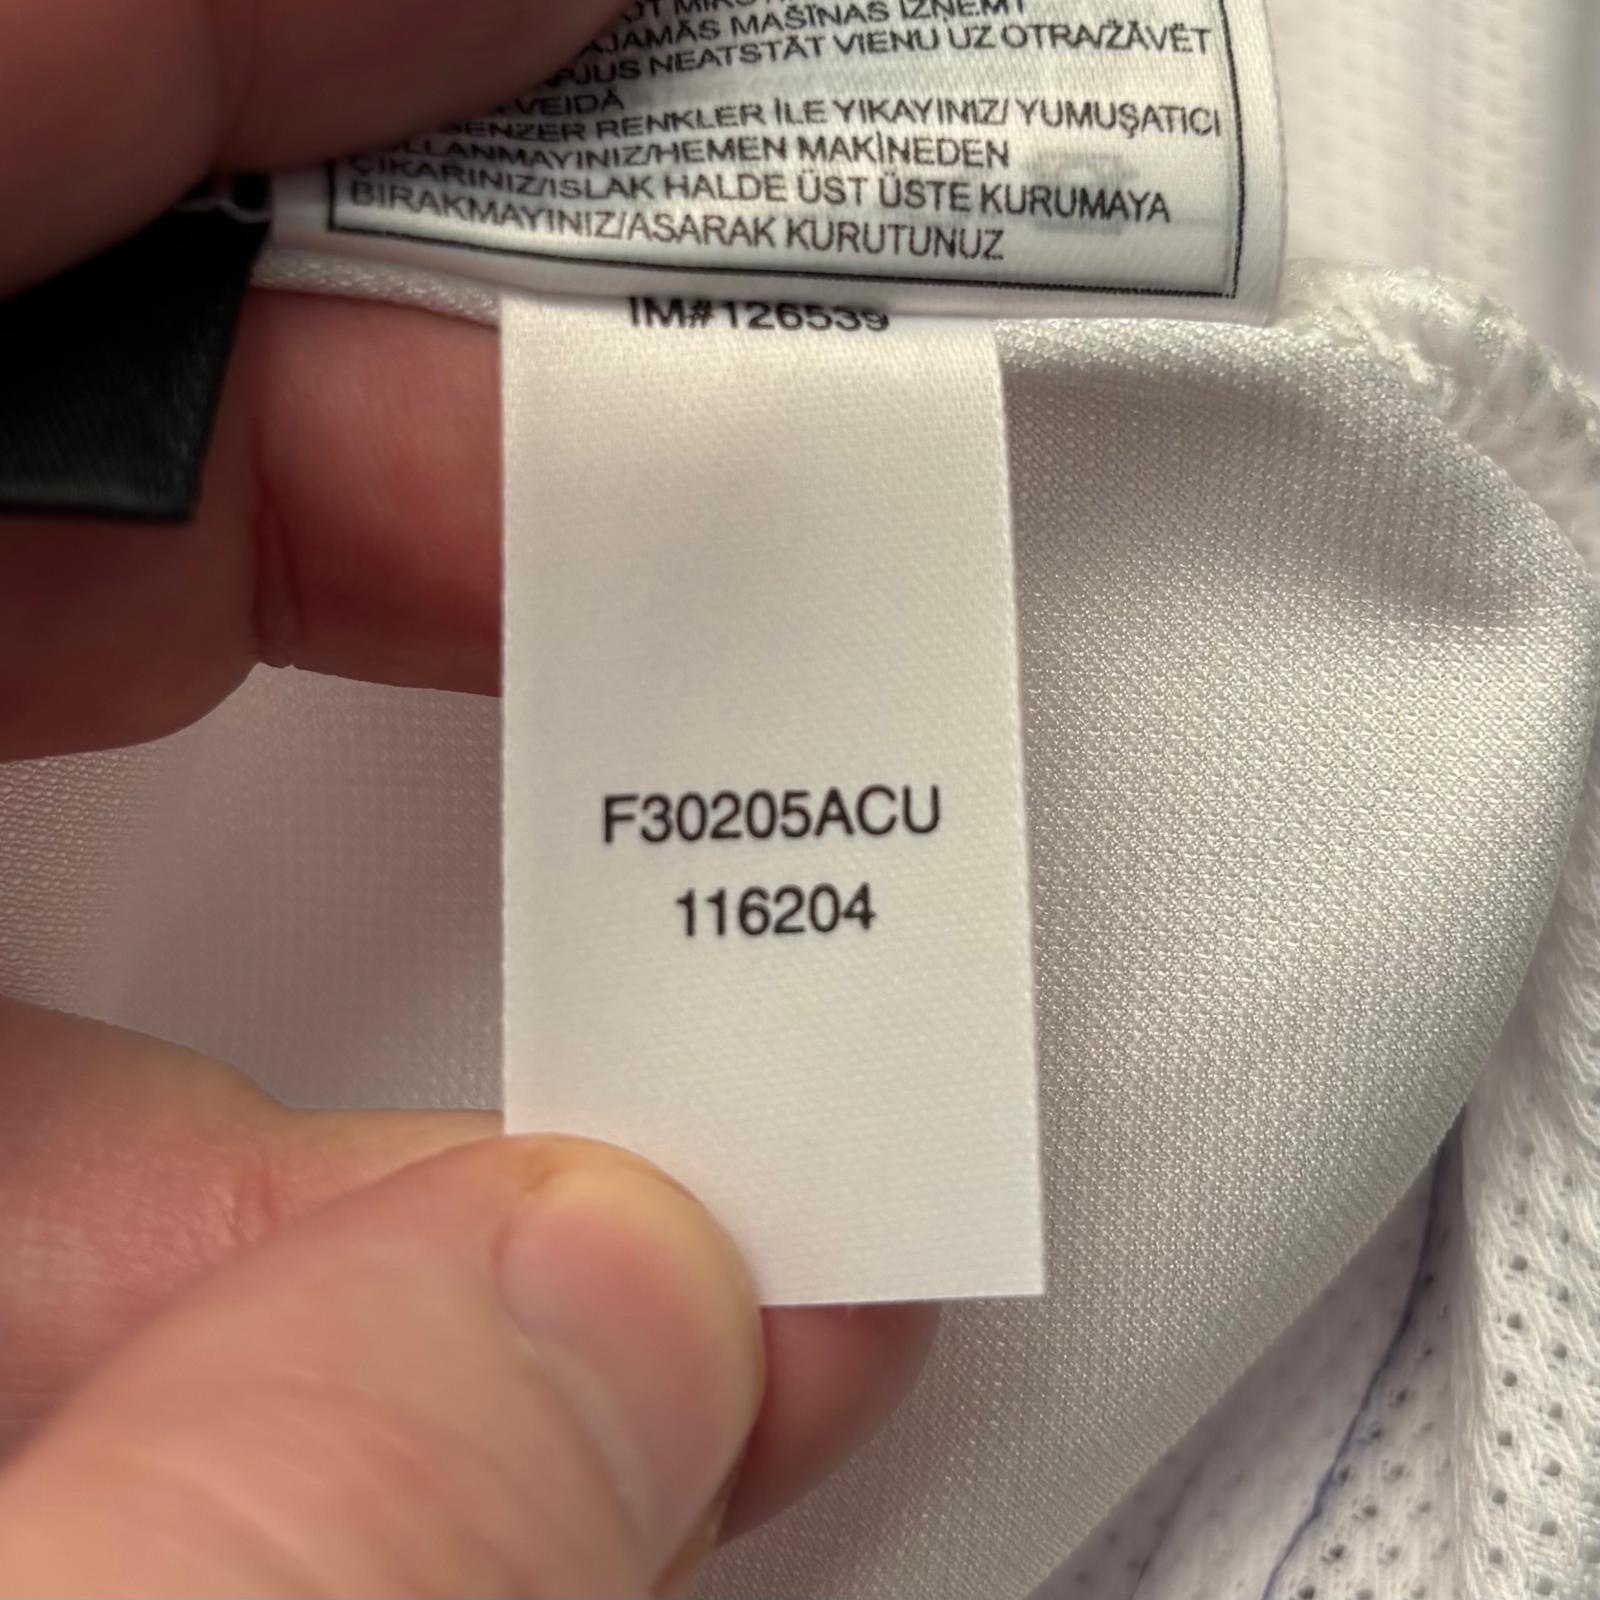 MAŠĪNAS IZŅEMT
NEATSTĀT VIENU UZ OTRA/ŽĀVĒT
VEIDĀ
BENZER RENKLER İLE YIKAYINIZ/ YUMUŞATICI
KULLANMAYINIZ/HEMEN MAKİNEDEN
ÇIKARINIZ/ISLAK HALDE ÜST ÜSTE KURUMAYA
BIRAKMAYINIZ/ASARAK KURUTUNUZ
IM#126539
F30205ACU
116204